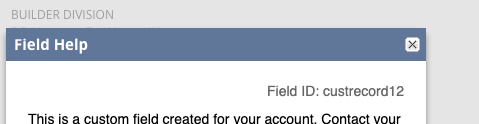 BUILDER DIVISION
Field Help
Field ID: custrecord12
This is a custom field created for your account. Contact your